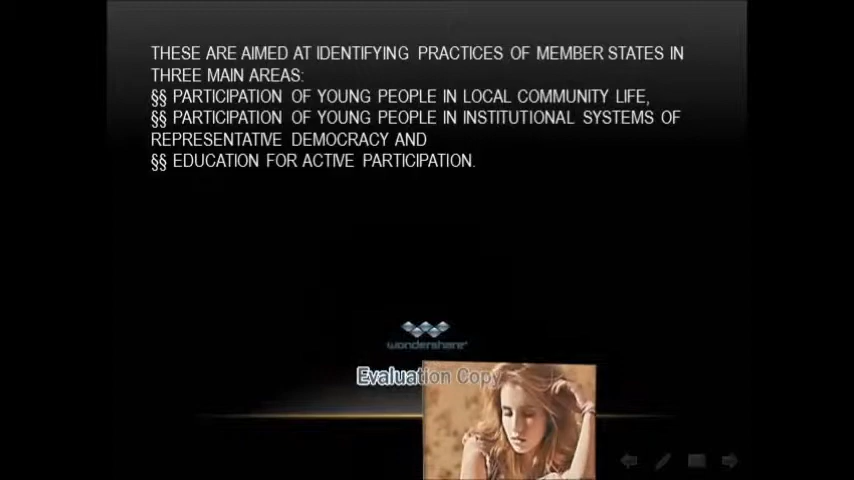 THESE ARE AIMED AT IDENTIFYING PRACTICES OF MEMBER STATES IN
THREE MAIN AREAS:
§§ PARTICIPATION OF YOUNG PEOPLE IN LOCAL COMMUNITY LIFE,
§§ PARTICIPATION OF YOUNG PEOPLE IN INSTITUTIONAL SYSTEMS OF
REPRESENTATIVE DEMOCRACY AND
§§ EDUCATION FOR ACTIVE PARTICIPATION.
wondershare
Evaluation Copy